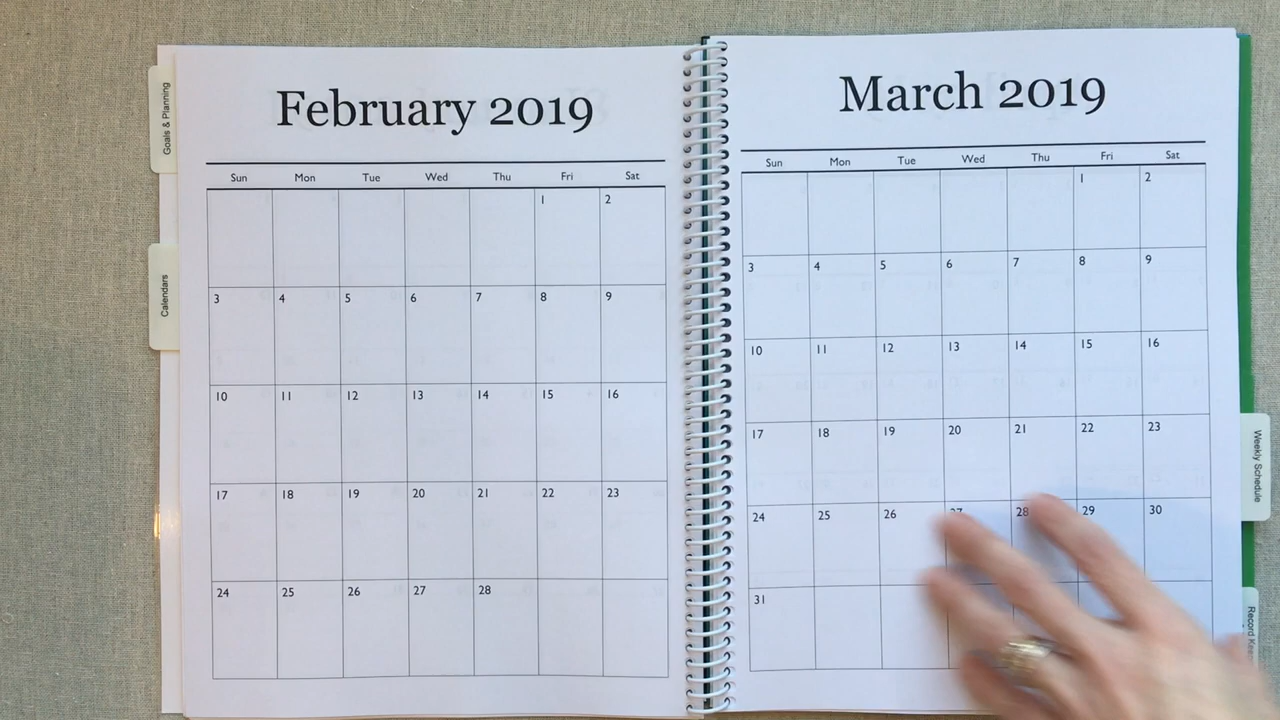 Goals & Planning
Calendars
February 2019
Sun Mon Tue Wed Thu Fri Sat
1 2
3 4 5 6 7 8 9
10 11 12 13 14 15 16
17 18 19 20 21 22 23
24 25 26 27 28
March 2019
Sun Mon Tue Wed Thu Fri Sat
1 2
3 4 5 6 7 8 9
10 11 12 13 14 15 16
17 18 19 20 21 22 23
24 25 26 27 28 29 30
31
Weekly Schedule
Record